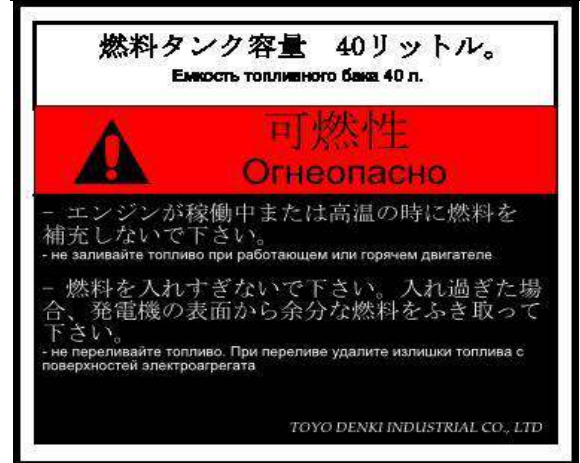 燃料タンク容量　40リットル。
Емкость топливного бака 40 л.
可燃性
Огнеопасно
- エンジンが稼働中または高温の時に燃料を
補充しないで下さい。
- не заливайте топливо при работающем или горячем двигателе
- 燃料を入れすぎないで下さい。入れ過ぎた場
合、発電機の表面から余分な燃料をふき取って
下さい。
- не переливайте топливо. При переливе удалите излишки топлива с
поверхностей электроагрегата
TOYO DENKI INDUSTRIAL CO., LTD